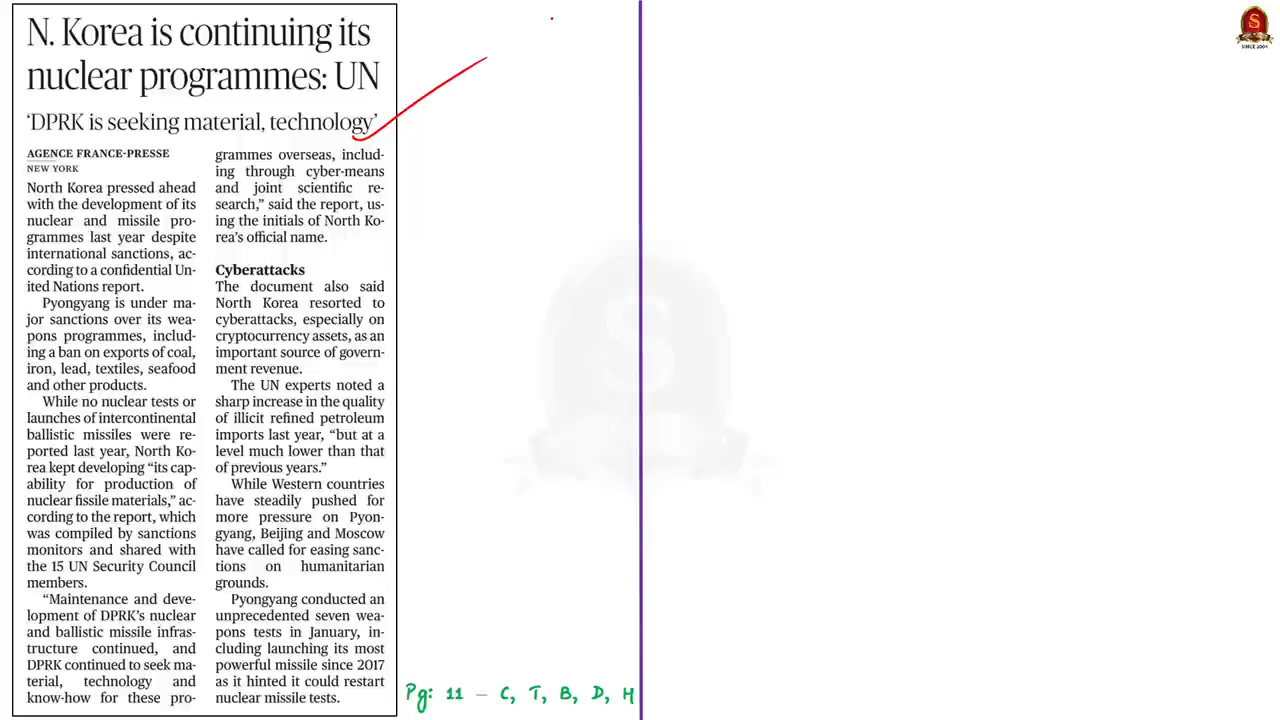 N. Korea is continuing its
nuclear programmes: UN
‘DPRK is seeking material, technology’
AGENCE FRANCE-PRESSE
NEW YORK
North Korea pressed ahead
with the development of its
nuclear and missile pro-
grammes last year despite
international sanctions, ac-
cording to a confidential Un-
ited Nations report.
Pyongyang is under ma-
jor sanctions over its wea-
pons programmes, includ-
ing a ban on exports of coal,
iron, lead, textiles, seafood
and other products.
While no nuclear tests or
launches of intercontinental
ballistic missiles were re-
ported last year, North Ko-
rea kept developing “its cap-
ability for production of
nuclear fissile materials,” ac-
cording to the report, which
was compiled by sanctions
monitors and shared with
the 15 UN Security Council
members.
“Maintenance and deve-
lopment of DPRK’s nuclear
and ballistic missile infras-
tructure continued, and
DPRK continued to seek ma-
terial, technology and
know-how for these pro-
grammes overseas, includ-
ing through cyber-means
and joint scientific re-
search,” said the report, us-
ing the initials of North Ko-
rea’s official name.
Cyberattacks
The document also said
North Korea resorted to
cyberattacks, especially on
cryptocurrency assets, as an
important source of govern-
ment revenue.
The UN experts noted a
sharp increase in the quality
of illicit refined petroleum
imports last year, “but at a
level much lower than that
of previous years.”
While Western countries
have steadily pushed for
more pressure on Pyon-
gyang, Beijing and Moscow
have called for easing sanc-
tions on humanitarian
grounds.
Pyongyang conducted an
unprecedented seven wea-
pons tests in January, in-
cluding launching its most
powerful missile since 2017
as it hinted it could restart
nuclear missile tests.
Pg: 11 – C, T, B, D, H
S
SINCE 2004
S